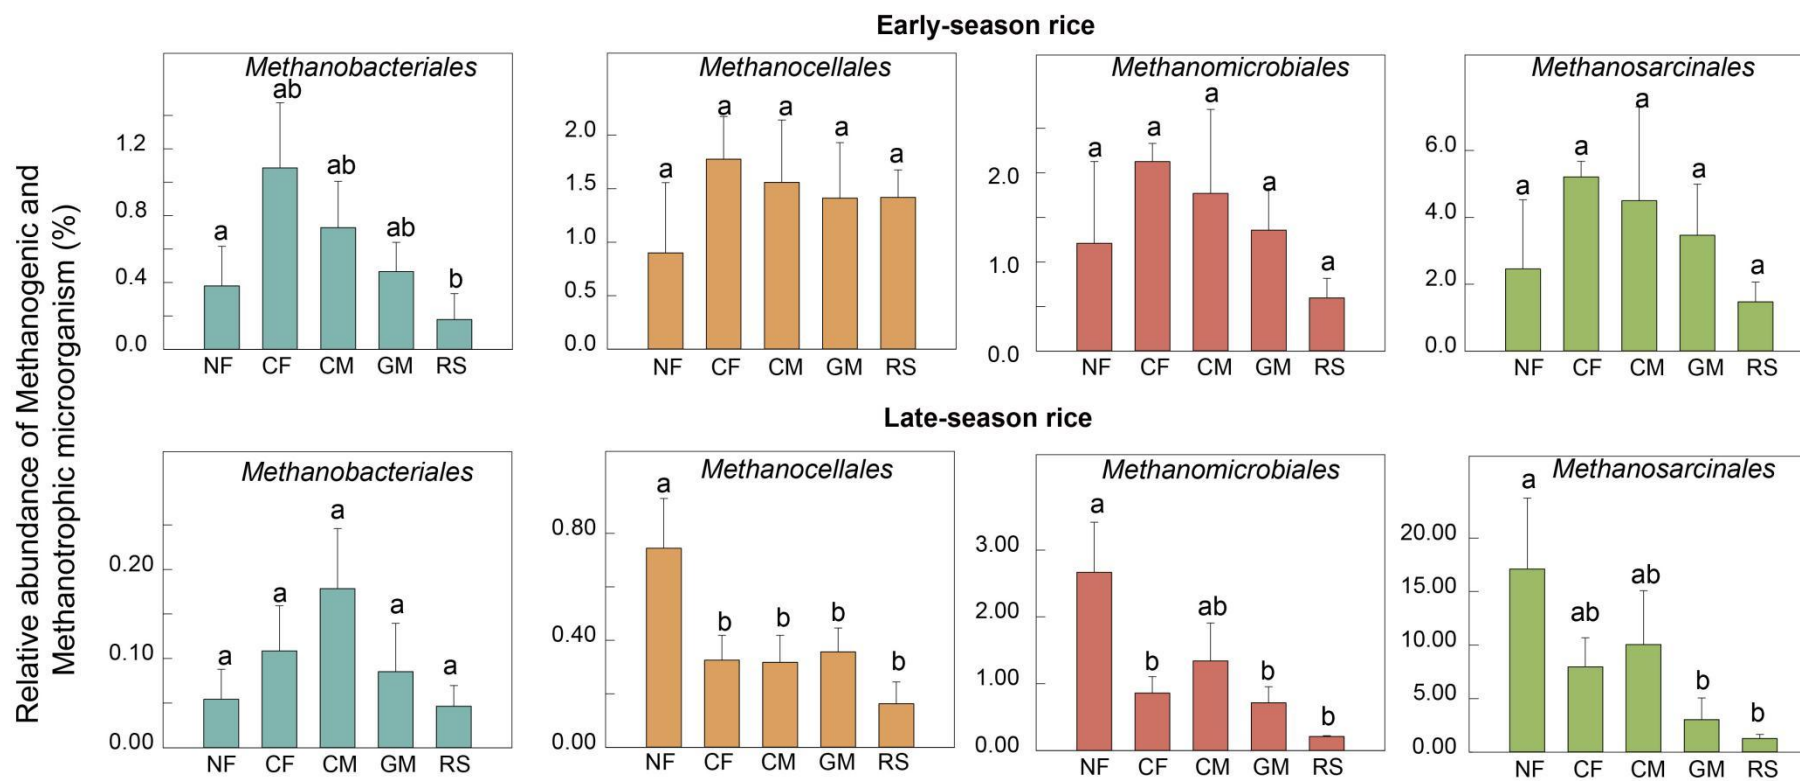 Early-season rice
Relative abundance of Methanogenic and
Methanotrophic microorganism (%)
Methanobacteriales
1.2
0.8
0.4
0.0
a
ab
ab
ab
b
NF CF CM GM RS
Methanocellales
2.0
1.5
1.0
0.5
0.0
a
a
a
a
a
NF CF CM GM RS
Methanomicrobiales
2.0
1.0
0.0
a
a
a
a
a
NF CF CM GM RS
Methanosarcinales
6.0
4.0
2.0
0.0
a
a
a
a
a
NF CF CM GM RS
Late-season rice
Methanobacteriales
0.20
0.10
0.00
a
a
a
a
a
NF CF CM GM RS
Methanocellales
0.80
0.40
0.00
a
b
b
b
b
NF CF CM GM RS
Methanomicrobiales
3.00
2.00
1.00
0.00
a
b
ab
b
b
NF CF CM GM RS
Methanosarcinales
20.00
15.00
10.00
5.00
0.00
a
ab
ab
b
b
NF CF CM GM RS